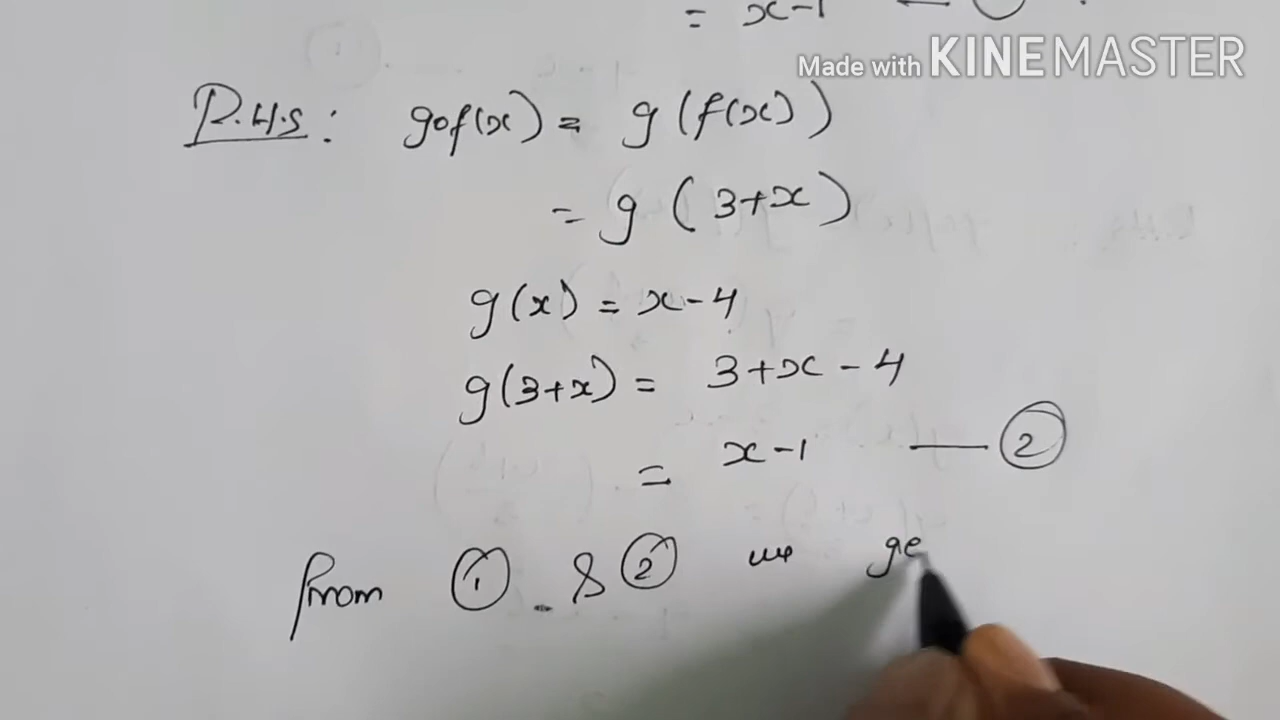 = x-1
Made with KINEMASTER
R.H.S : gof(x) = g(f(x))
= g (3+x)
g(x) = x-4
g(3+x) = 3+x-4
= x-1 — ②
from ① & ② we ge